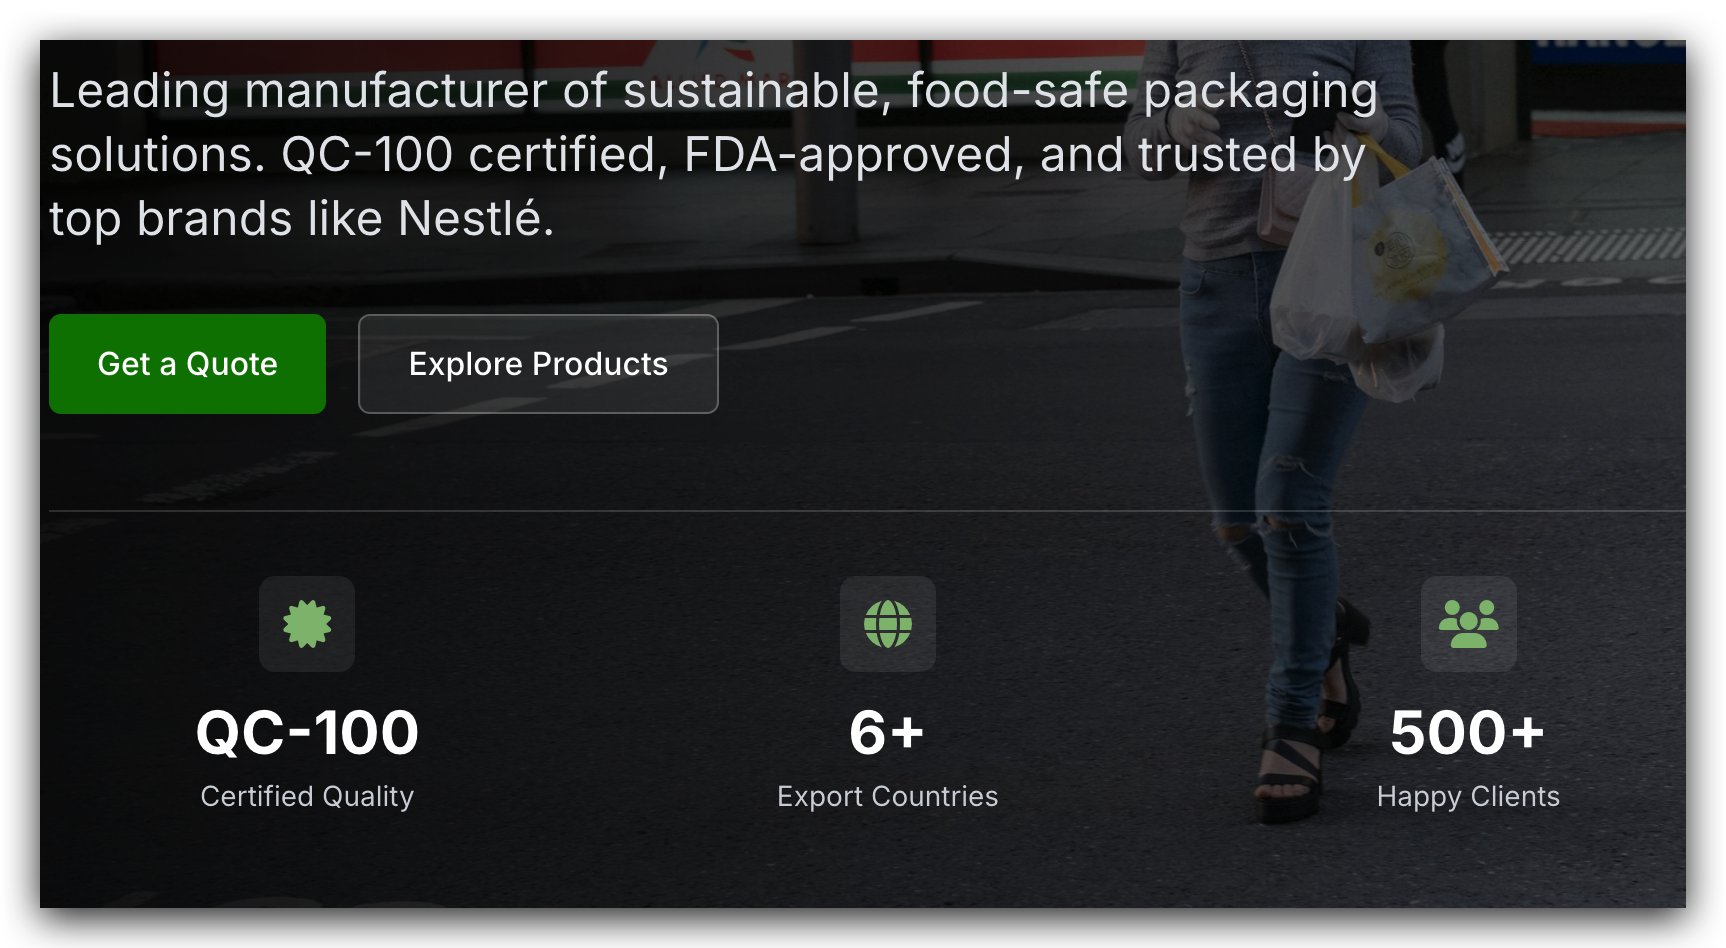 Leading manufacturer of sustainable, food-safe packaging
solutions. QC-100 certified, FDA-approved, and trusted by
top brands like Nestlé.
Get a Quote
Explore Products
QC-100
Certified Quality
6+
Export Countries
500+
Happy Clients